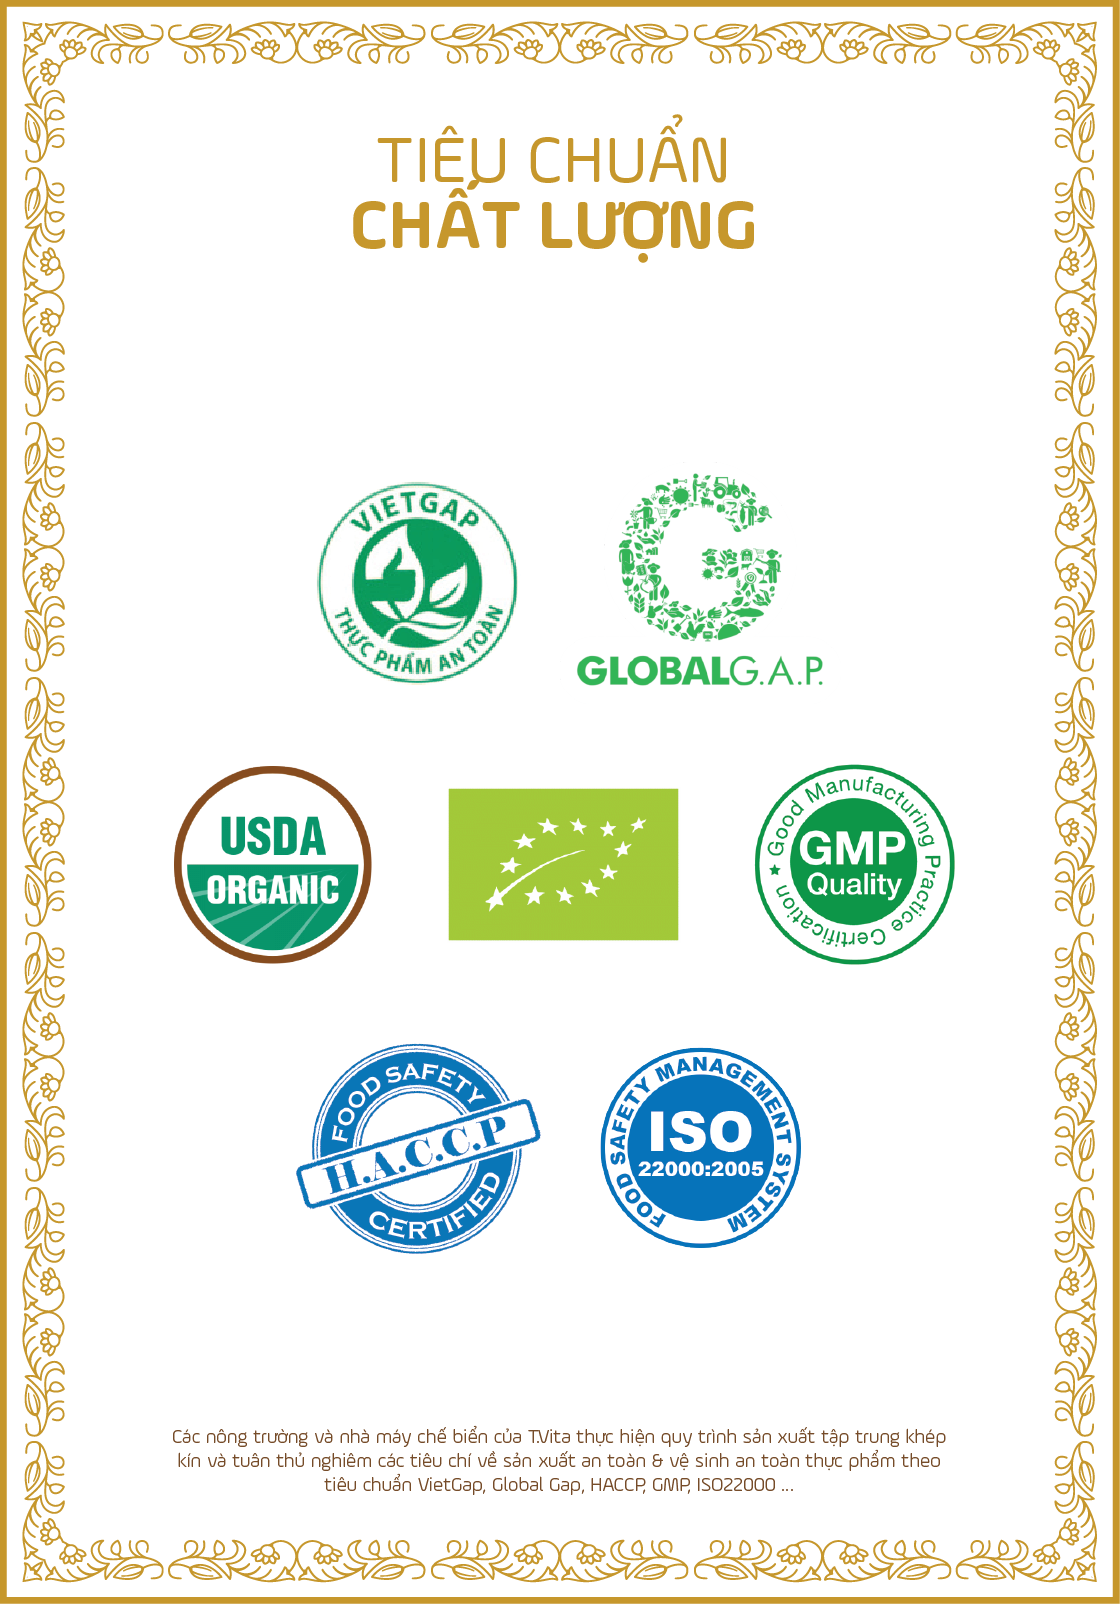 TIÊU CHUẨN
CHẤT LƯỢNG
VIETGAP
THỰC PHẨM AN TOÀN
GLOBALG.A.P.
USDA
ORGANIC
Good Manufacturing Practice Certification
GMP
Quality
FOOD SAFETY
H.A.C.C.P
CERTIFIED
FOOD SAFETY MANAGEMENT SYSTEM
ISO
22000:2005
Các nông trường và nhà máy chế biển của T.Vita thực hiện quy trình sản xuất tập trung khép
kín và tuân thủ nghiêm các tiêu chí về sản xuất an toàn & vệ sinh an toàn thực phẩm theo
tiêu chuẩn VietGap, Global Gap, HACCP, GMP, ISO22000 ...